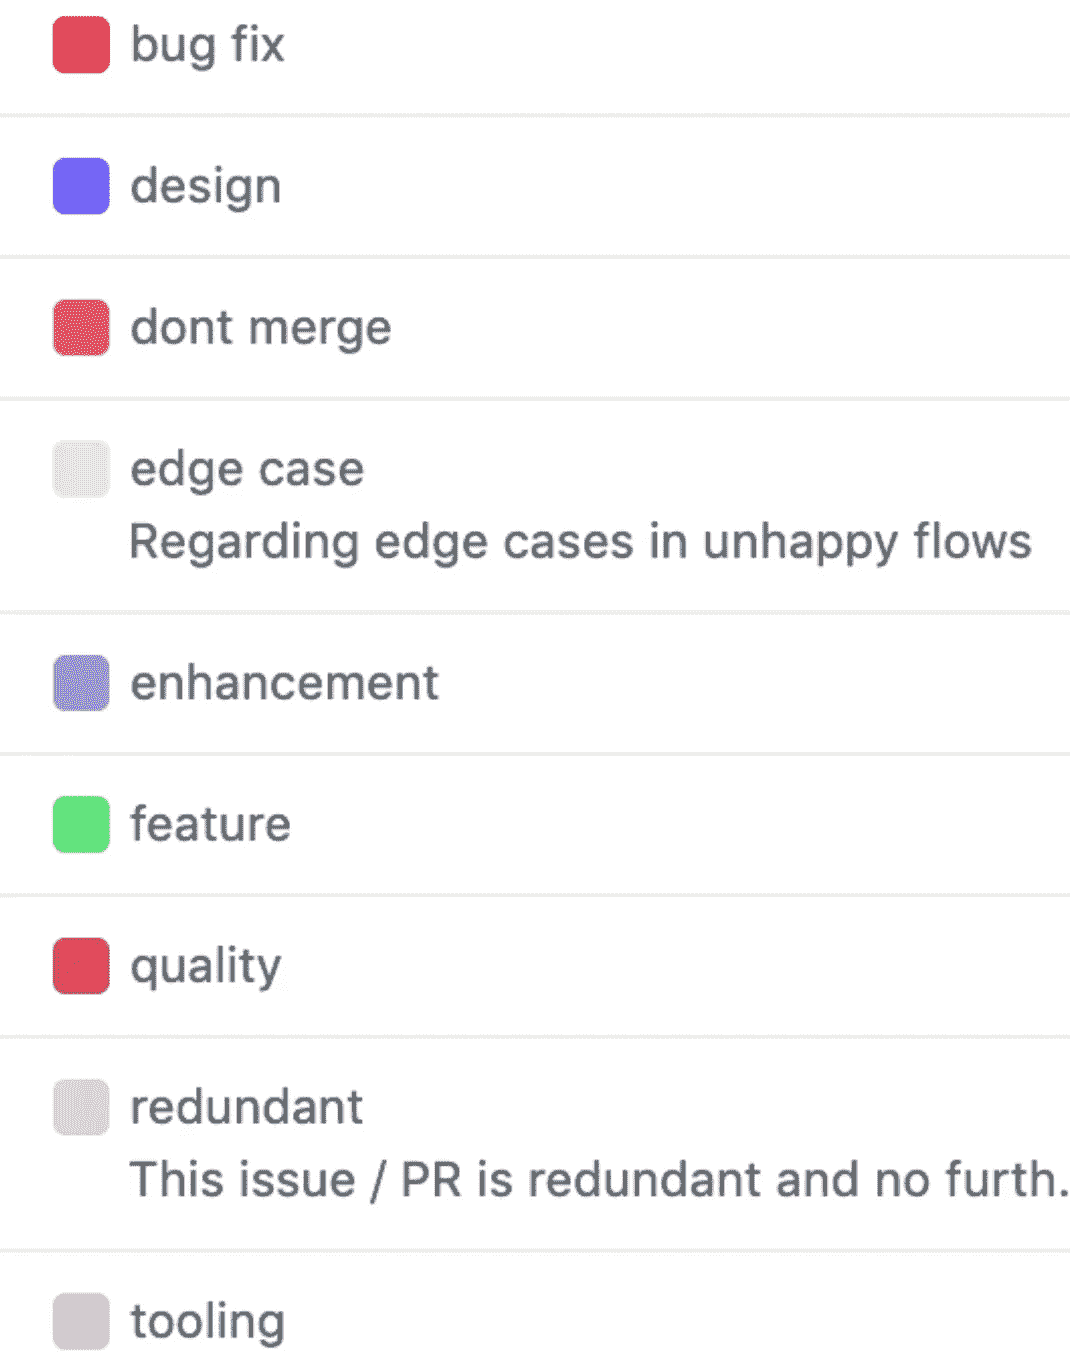 bug fix
design
dont merge
edge case
Regarding edge cases in unhappy flows
enhancement
feature
quality
redundant
This issue / PR is redundant and no furth.
tooling